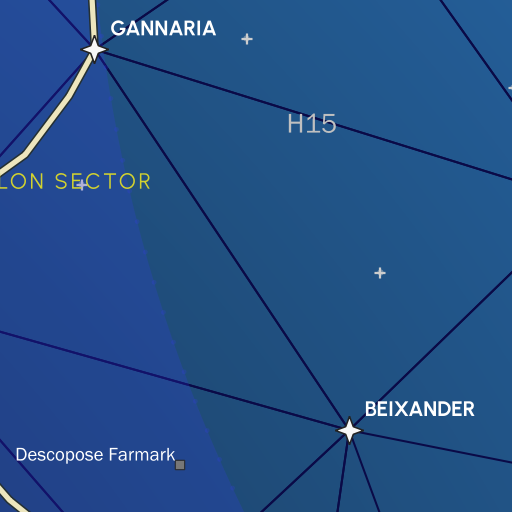 GANNARIA
H15
LON SECTOR
BEIXANDER
Descopose Farmark